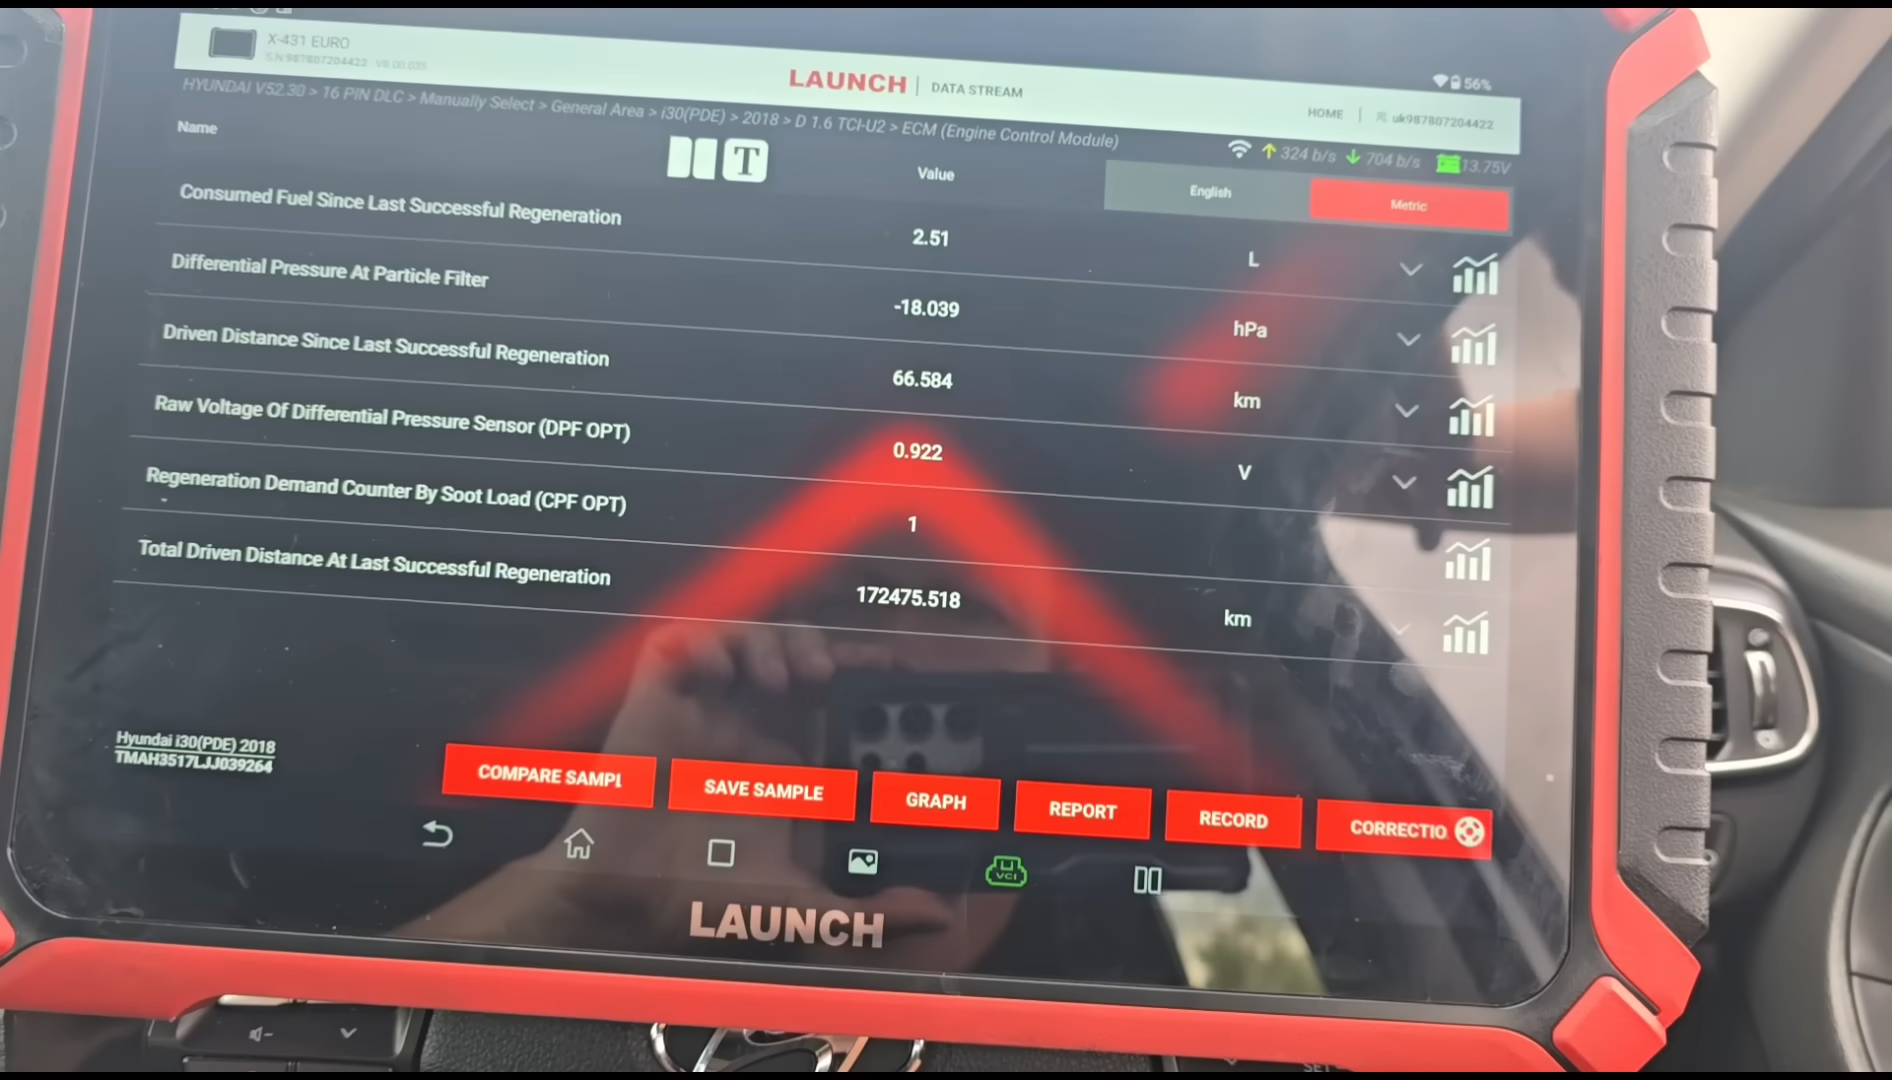 X-431 EURO
S.N:987807204422 V8.00.035
LAUNCH | DATA STREAM
56%
HOME | uk987807204422
HYUNDAI V52.30 > 16 PIN DLC > Manually Select > General Area > i30(PDE) > 2018 > D 1.6 TCI-U2 > ECM (Engine Control Module)
324 b/s 704 b/s 13.75V
Name T Value English Metric
Consumed Fuel Since Last Successful Regeneration 2.51 L
Differential Pressure At Particle Filter -18.039 hPa
Driven Distance Since Last Successful Regeneration 66.584 km
Raw Voltage Of Differential Pressure Sensor (DPF OPT) 0.922 V
Regeneration Demand Counter By Soot Load (CPF OPT) 1
Total Driven Distance At Last Successful Regeneration 172475.518 km
Hyundai i30(PDE) 2018
TMAH3517LJJ039264
COMPARE SAMPL SAVE SAMPLE GRAPH REPORT RECORD CORRECTIO
VCI
LAUNCH